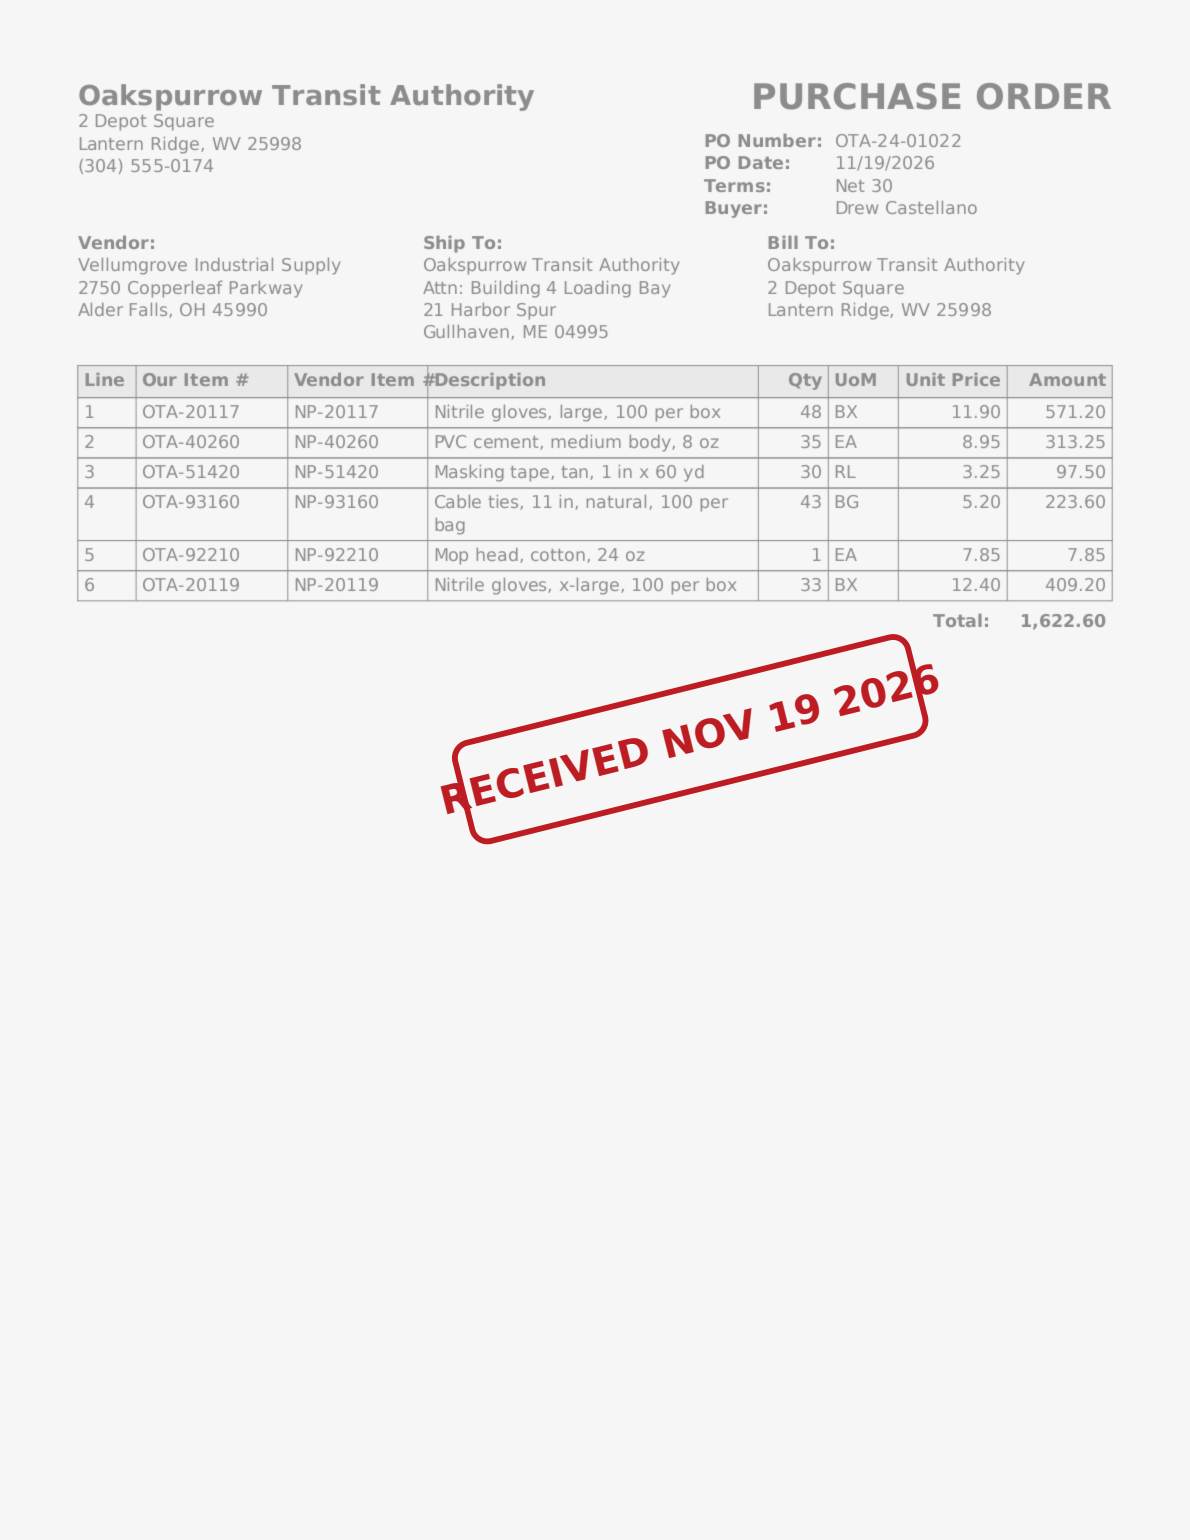 Oakspurrow Transit Authority
2 Depot Square
Lantern Ridge, WV 25998
(304) 555-0174
PURCHASE ORDER
PO Number: OTA-24-01022
PO Date: 11/19/2026
Terms: Net 30
Buyer: Drew Castellano
Vendor:
Vellumgrove Industrial Supply
2750 Copperleaf Parkway
Alder Falls, OH 45990
Ship To:
Oakspurrow Transit Authority
Attn: Building 4 Loading Bay
21 Harbor Spur
Gullhaven, ME 04995
Bill To:
Oakspurrow Transit Authority
2 Depot Square
Lantern Ridge, WV 25998
Line Our Item # Vendor Item # Description Qty UoM Unit Price Amount
1 OTA-20117 NP-20117 Nitrile gloves, large, 100 per box 48 BX 11.90 571.20
2 OTA-40260 NP-40260 PVC cement, medium body, 8 oz 35 EA 8.95 313.25
3 OTA-51420 NP-51420 Masking tape, tan, 1 in x 60 yd 30 RL 3.25 97.50
4 OTA-93160 NP-93160 Cable ties, 11 in, natural, 100 per 43 BG 5.20 223.60
bag
5 OTA-92210 NP-92210 Mop head, cotton, 24 oz 1 EA 7.85 7.85
6 OTA-20119 NP-20119 Nitrile gloves, x-large, 100 per box 33 BX 12.40 409.20
Total: 1,622.60
RECEIVED NOV 19 2026